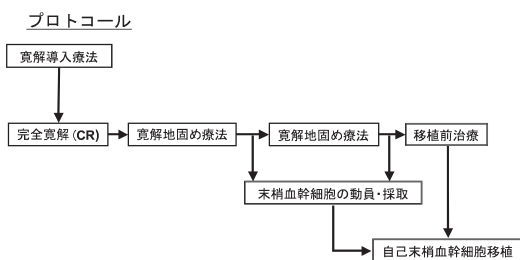 プロトコール
寛解導入療法
完全寛解 (CR)
寛解地固め療法
寛解地固め療法
移植前治療
末梢血幹細胞の動員・採取
自己末梢血幹細胞移植